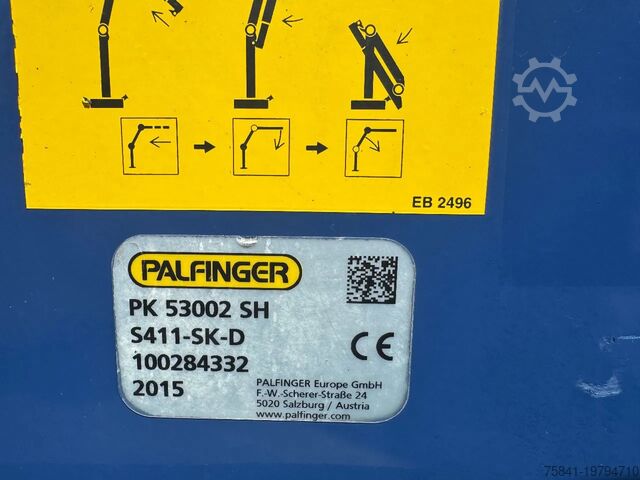 EB 2496
PALFINGER
PK 53002 SH
S411-SK-D
100284332
2015
CE
PALFINGER Europe GmbH
F.-W.-Scherer-Straße 24
5020 Salzburg / Austria
www.palfinger.com
75841-19794710